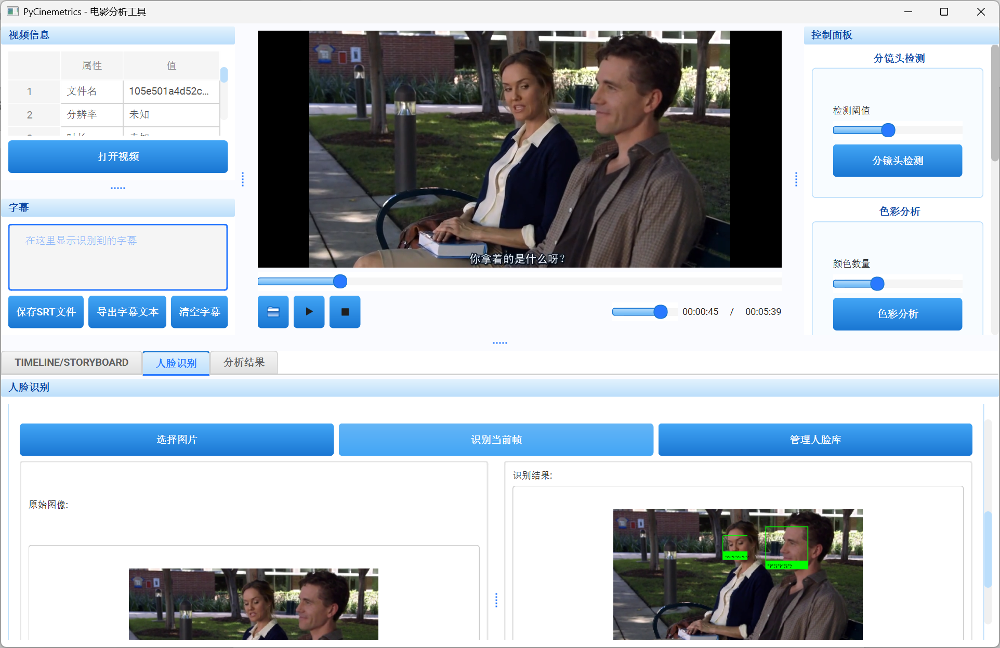 PyCinemetrics - 电影分析工具
视频信息
属性
值
1
文件名
105e501a4d52c...
2
分辨率
未知
打开视频
字幕
在这里显示识别到的字幕
保存SRT文件
导出字幕文本
清空字幕
你拿着的是什么呀?
00:00:45 / 00:05:39
控制面板
分镜头检测
检测阈值
分镜头检测
色彩分析
颜色数量
色彩分析
TIMELINE/STORYBOARD
人脸识别
分析结果
人脸识别
选择图片
识别当前帧
管理人脸库
原始图像:
识别结果: